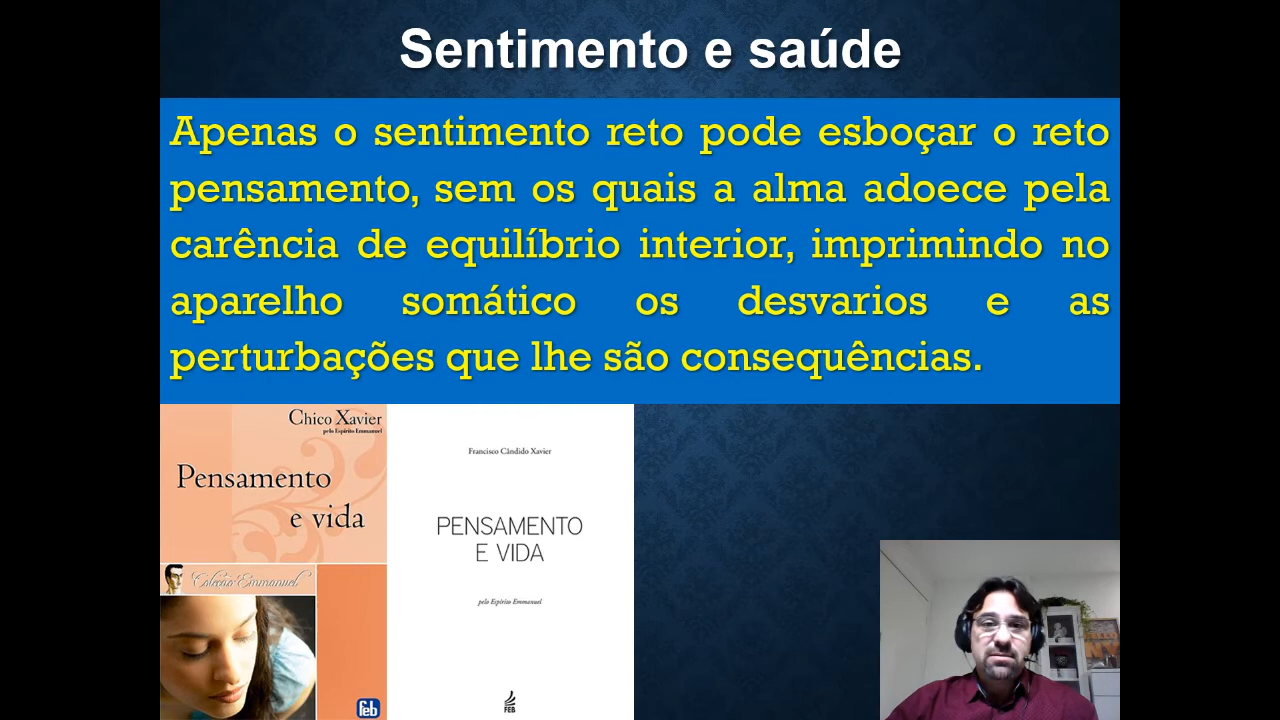 Sentimento e saúde
Apenas o sentimento reto pode esboçar o reto
pensamento, sem os quais a alma adoece pela
carência de equilíbrio interior, imprimindo no
aparelho somático os desvarios e as
perturbações que lhe são consequências.
Chico Xavier
pelo Espírito Emmanuel
Pensamento
e vida
Coleção Emmanuel
feb
Francisco Cândido Xavier
PENSAMENTO
E VIDA
pelo Espírito Emmanuel
FEB